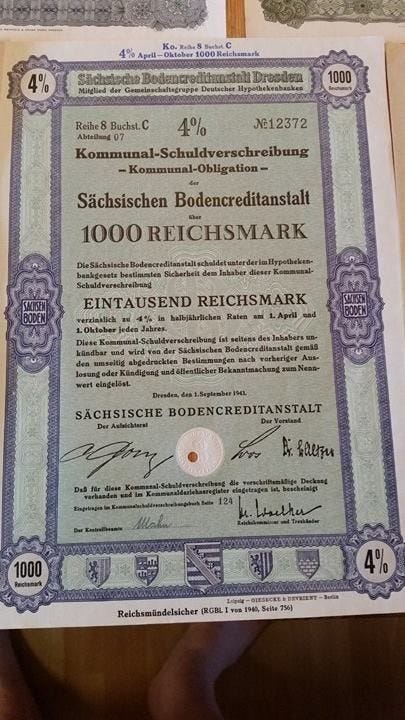 Ko. Reihe 8 Buchst. C
4% April – Oktober 1000 Reichsmark
4%
Sächsische Bodencreditanstalt Dresden
Mitglied der Gemeinschaftsgruppe Deutscher Hypothekenbanken
1000
Reichsmark
Reihe 8 Buchst. C
Abteilung 07
4%
№ 12372
Kommunal-Schuldverschreibung
– Kommunal-Obligation –
der
Sächsischen Bodencreditanstalt
über
1000 REICHSMARK
Die Sächsische Bodencreditanstalt schuldet unter der im Hypotheken-
bankgesetz bestimmten Sicherheit dem Inhaber dieser Kommunal-
Schuldverschreibung
EINTAUSEND REICHSMARK
verzinslich zu 4% in halbjährlichen Raten am 1. April und
1. Oktober jeden Jahres.
Diese Kommunal-Schuldverschreibung ist seitens des Inhabers un-
kündbar und wird von der Sächsischen Bodencreditanstalt gemäß
den umseitig abgedruckten Bestimmungen nach vorheriger Aus-
losung oder Kündigung und öffentlicher Bekanntmachung zum Nenn-
wert eingelöst.
Dresden, den 1. September 1941.
SÄCHSISCHE BODENCREDITANSTALT
Der Aufsichtsrat
Der Vorstand
SACHSEN
BODEN
SACHSEN
BODEN
Daß für diese Kommunal-Schuldverschreibung die vorschriftsmäßige Deckung
vorhanden und im Kommunaldarlehensregister eingetragen ist, bescheinigt
Eingetragen im Kommunalschuldverschreibungsbuch Seite 124
Der Kontrollbeamte
Reichskommissar und Treuhänder
1000
Reichsmark
4%
Leipzig – GIESECKE & DEVRIENT – Berlin
Reichsmündelsicher (RGBL I von 1940, Seite 756)